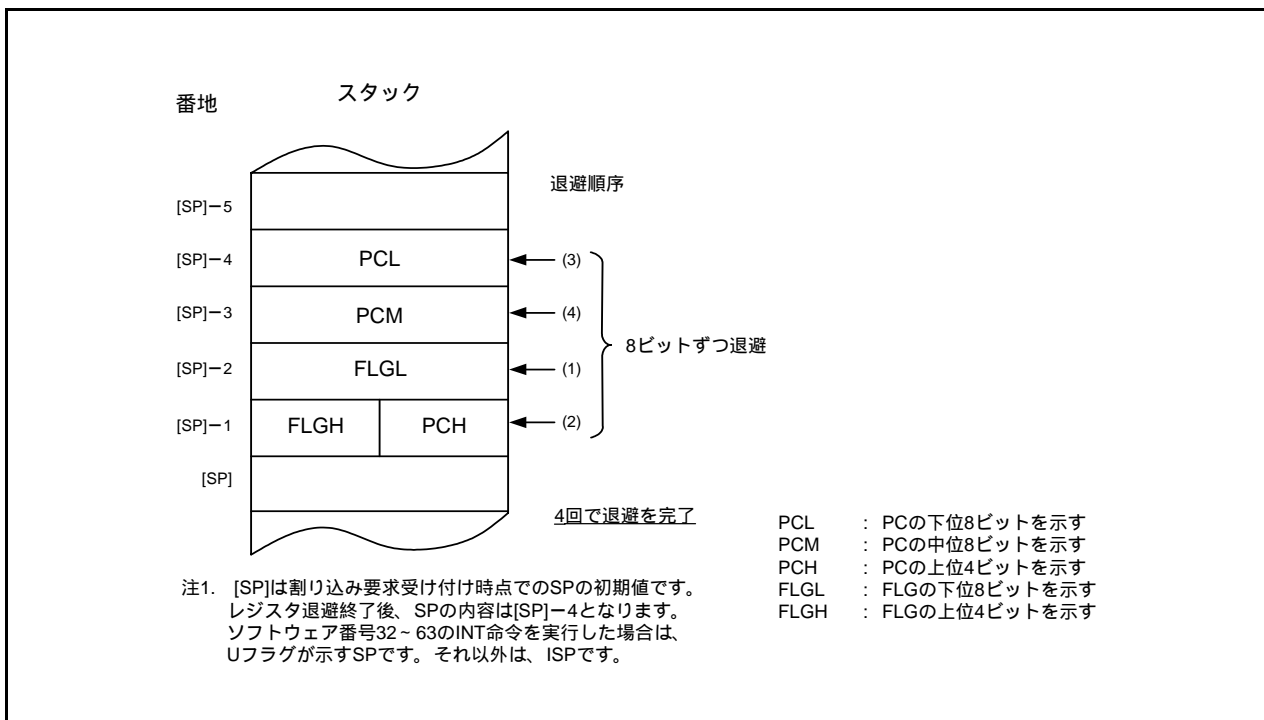 番地
スタック
退避順序
[SP]－5
[SP]－4
PCL
(3)
[SP]－3
PCM
(4)
8ビットずつ退避
[SP]－2
FLGL
(1)
[SP]－1
FLGH
PCH
(2)
[SP]
4回で退避を完了
PCL : PCの下位8ビットを示す
PCM : PCの中位8ビットを示す
PCH : PCの上位4ビットを示す
FLGL : FLGの下位8ビットを示す
FLGH : FLGの上位4ビットを示す
注1. [SP]は割り込み要求受け付け時点でのSPの初期値です。
レジスタ退避終了後、SPの内容は[SP]－4となります。
ソフトウェア番号32～63のINT命令を実行した場合は、
Uフラグが示すSPです。それ以外は、ISPです。